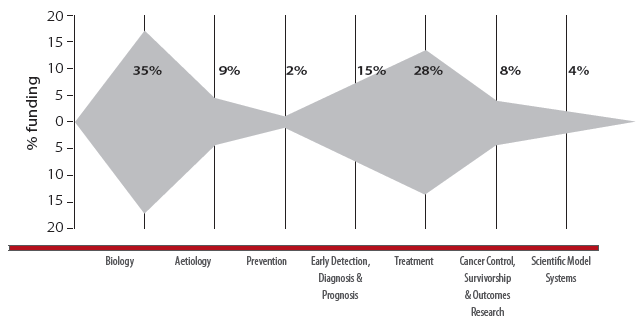 20
15
10
5
0
5
10
15
20
% funding
35%
9%
2%
15%
28%
8%
4%
Biology
Aetiology
Prevention
Early Detection,
Diagnosis &
Prognosis
Treatment
Cancer Control,
Survivorship
& Outcomes
Research
Scientific Model
Systems